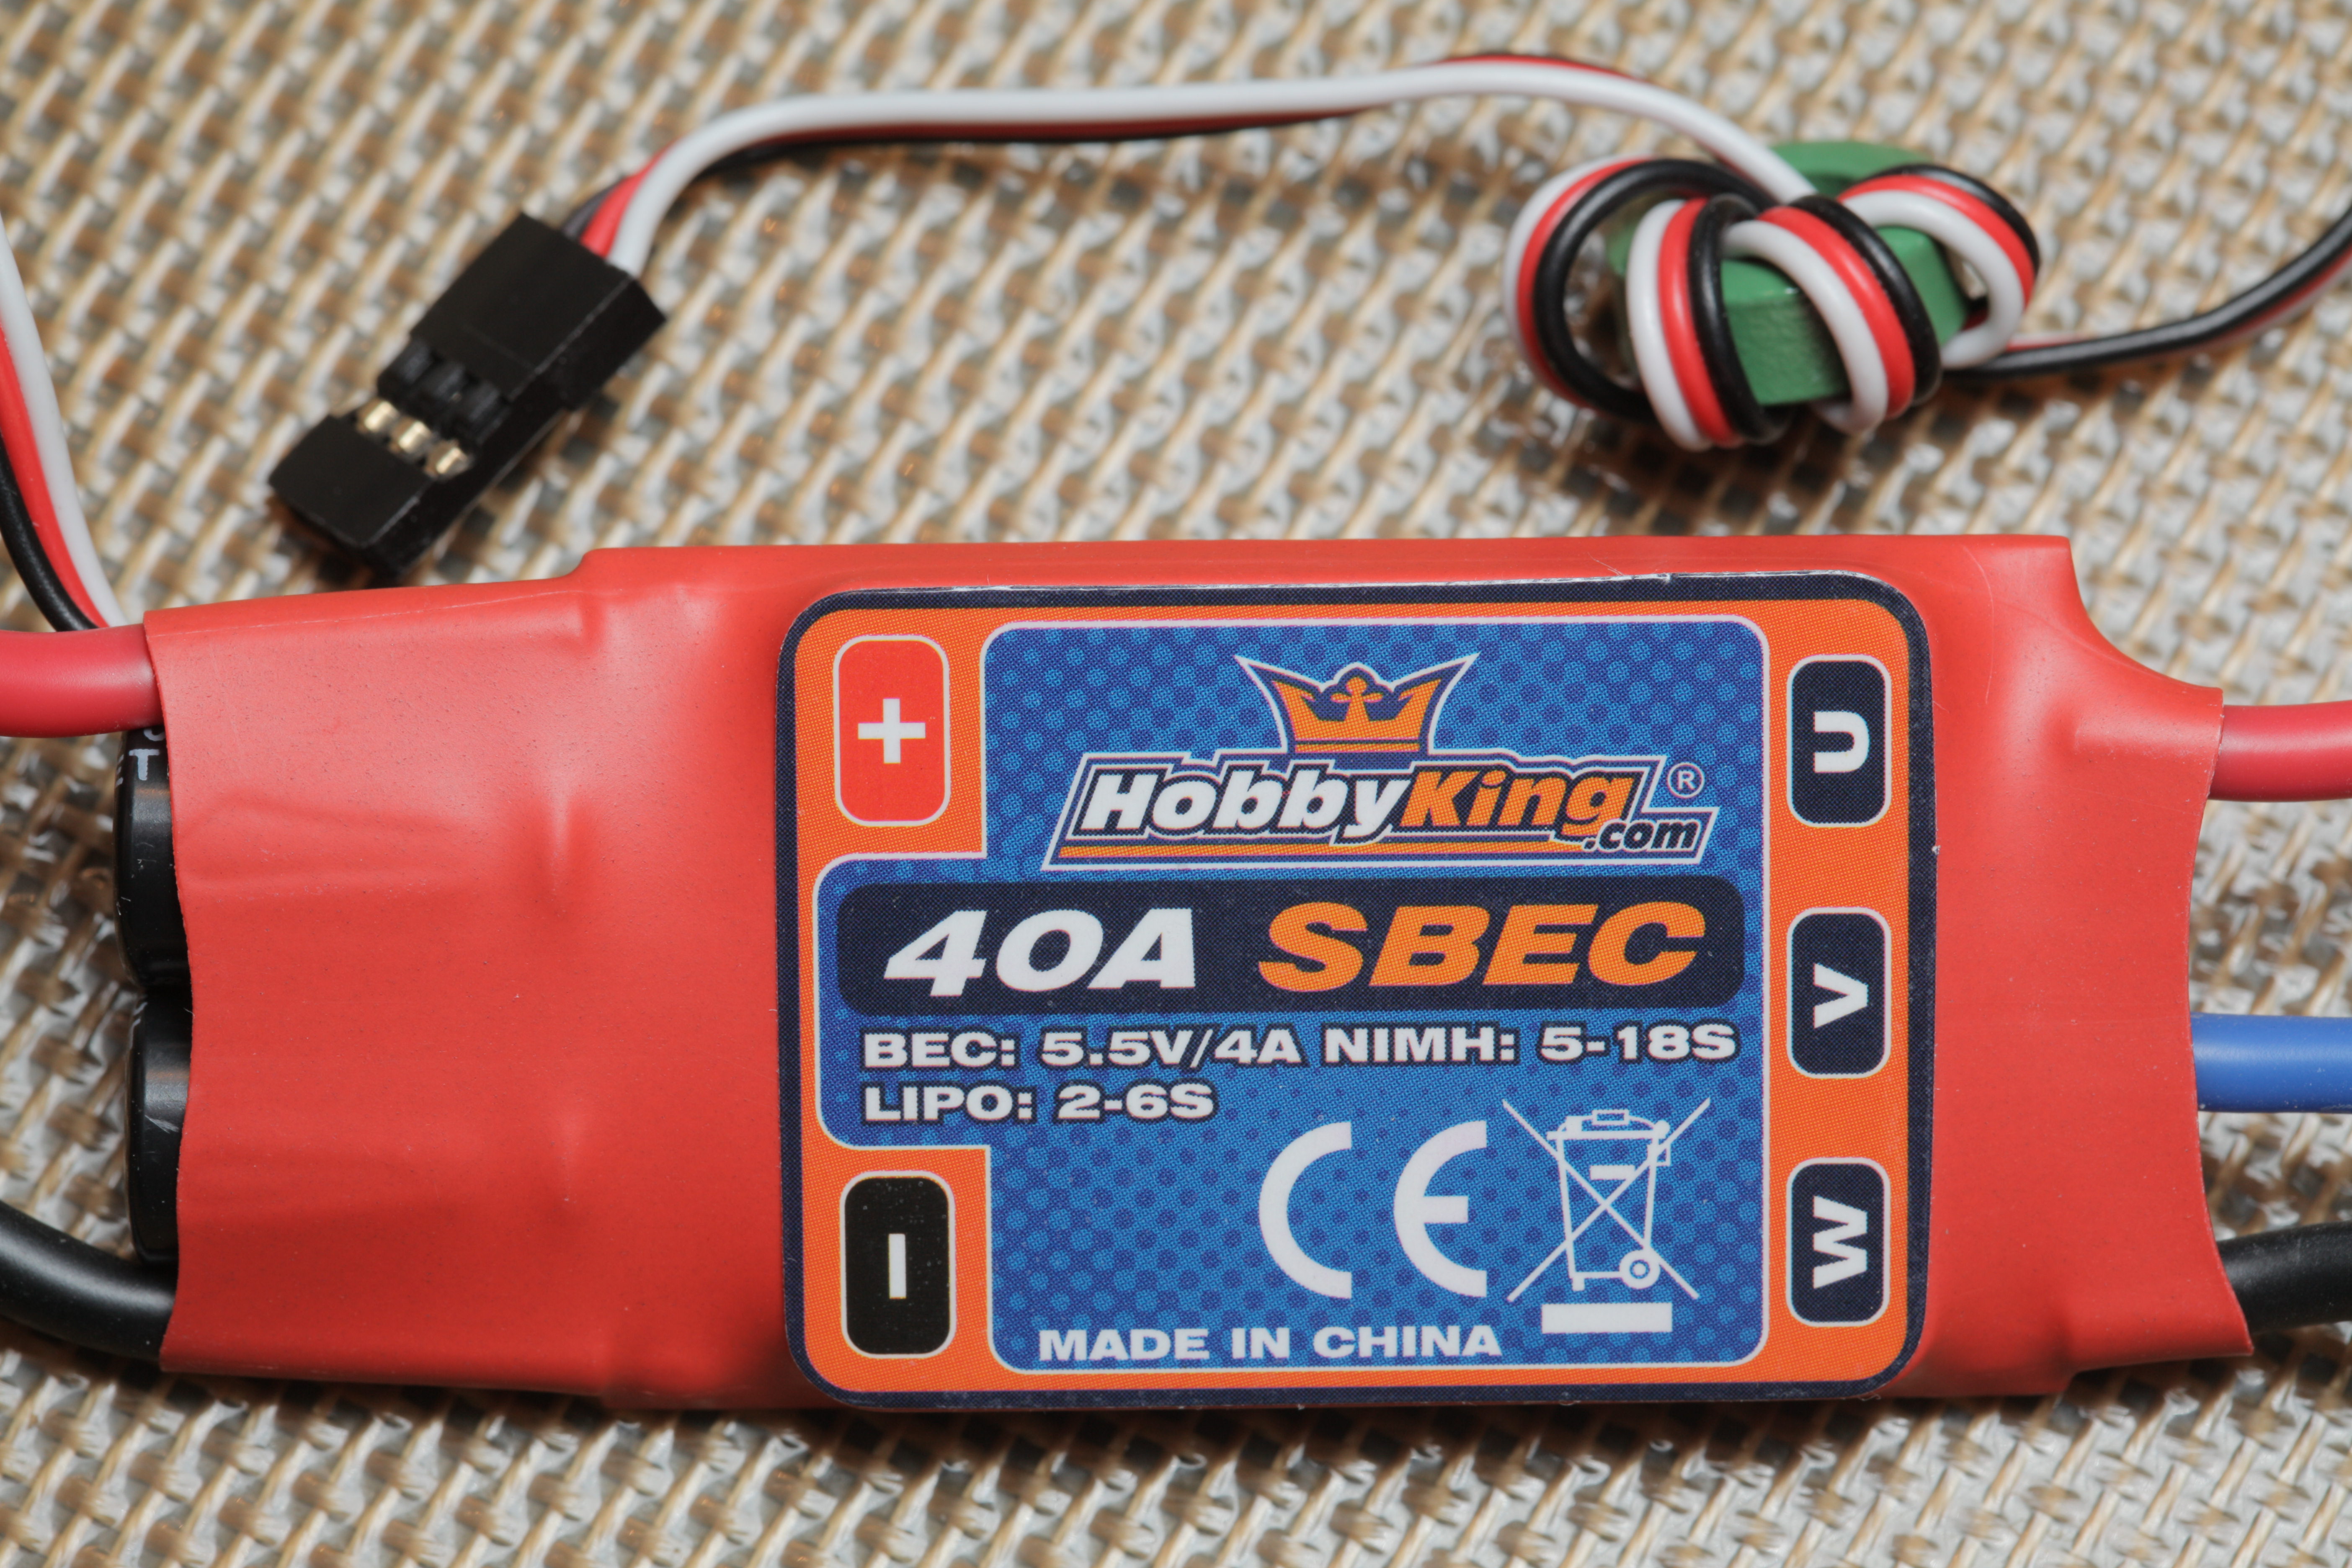 +
HobbyKing®
.com
40A SBEC
BEC: 5.5V/4A NIMH: 5-18S
LIPO: 2-6S
CE
MADE IN CHINA
−
U
V
W